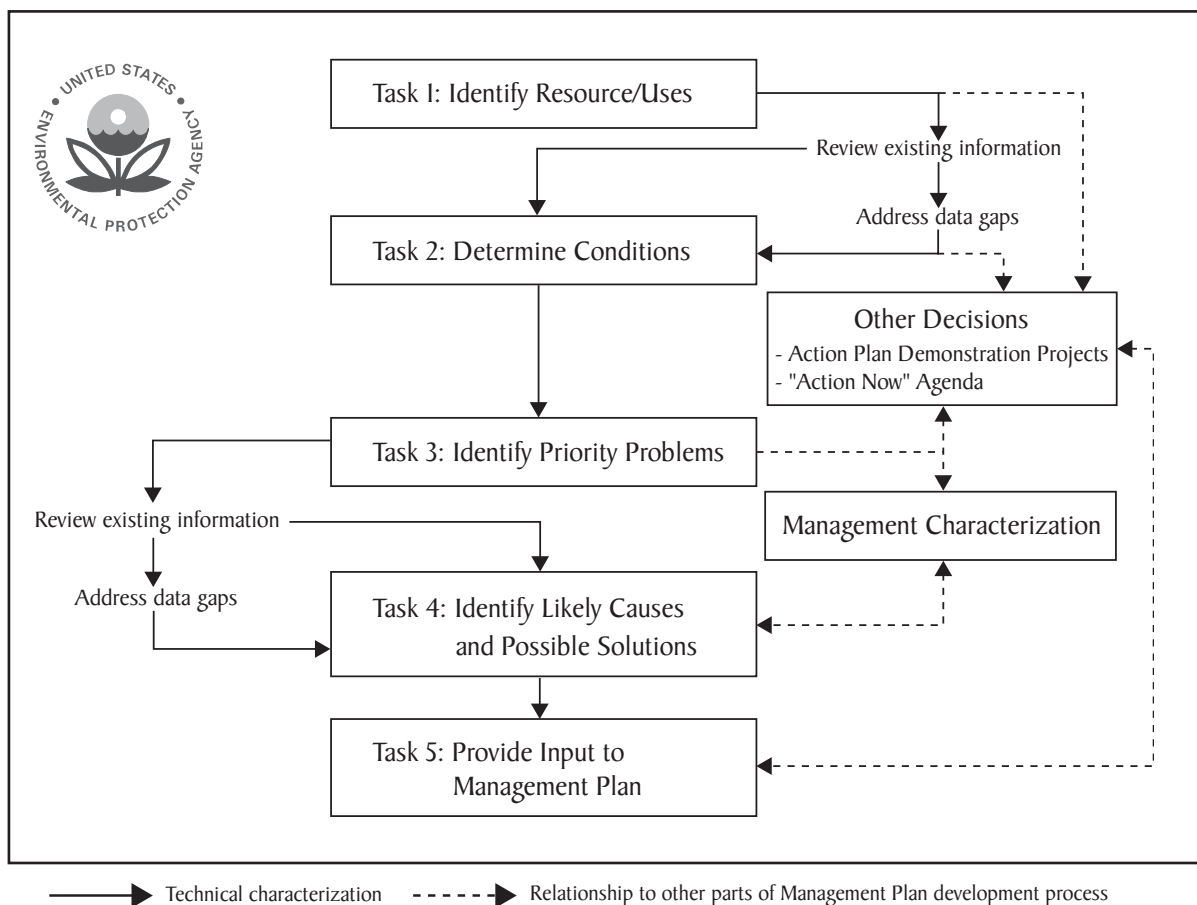 UNITED STATES
ENVIRONMENTAL PROTECTION AGENCY
Task 1: Identify Resource/Uses
Review existing information
Address data gaps
Task 2: Determine Conditions
Other Decisions
- Action Plan Demonstration Projects
- "Action Now" Agenda
Task 3: Identify Priority Problems
Review existing information
Management Characterization
Address data gaps
Task 4: Identify Likely Causes
and Possible Solutions
Task 5: Provide Input to
Management Plan
Technical characterization
Relationship to other parts of Management Plan development process